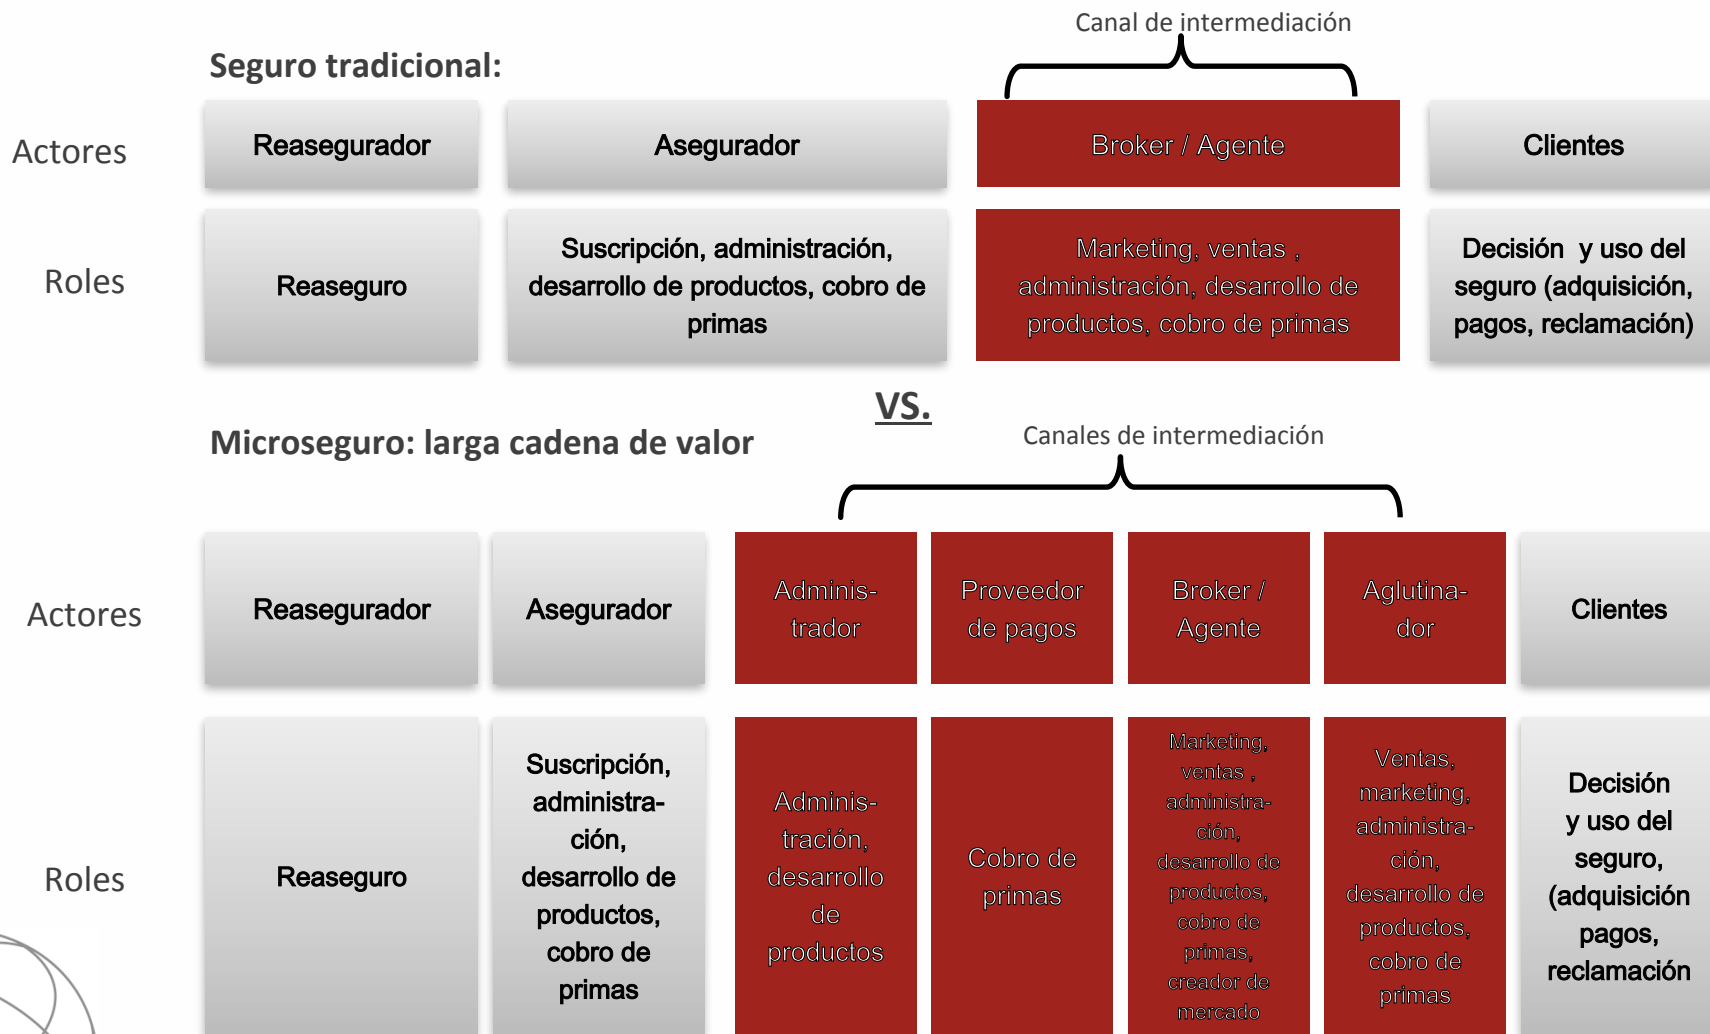 Canal de intermediación
Seguro tradicional:
Actores
Reasegurador
Asegurador
Broker / Agente
Clientes
Roles
Reaseguro
Suscripción, administración,
desarrollo de productos, cobro de
primas
Marketing, ventas ,
administración, desarrollo de
productos, cobro de primas
Decisión y uso del
seguro (adquisición,
pagos, reclamación)
VS.
Microseguro: larga cadena de valor
Canales de intermediación
Actores
Reasegurador
Asegurador
Adminis-
trador
Proveedor
de pagos
Broker /
Agente
Aglutina-
dor
Clientes
Roles
Reaseguro
Suscripción,
administra-
ción,
desarrollo de
productos,
cobro de
primas
Adminis-
tración,
desarrollo
de
productos
Cobro de
primas
Marketing,
ventas ,
administra-
ción,
desarrollo de
productos,
cobro de
primas,
creador de
mercado
Ventas,
marketing,
administra-
ción,
desarrollo de
productos,
cobro de
primas
Decisión
y uso del
seguro,
(adquisición
pagos,
reclamación